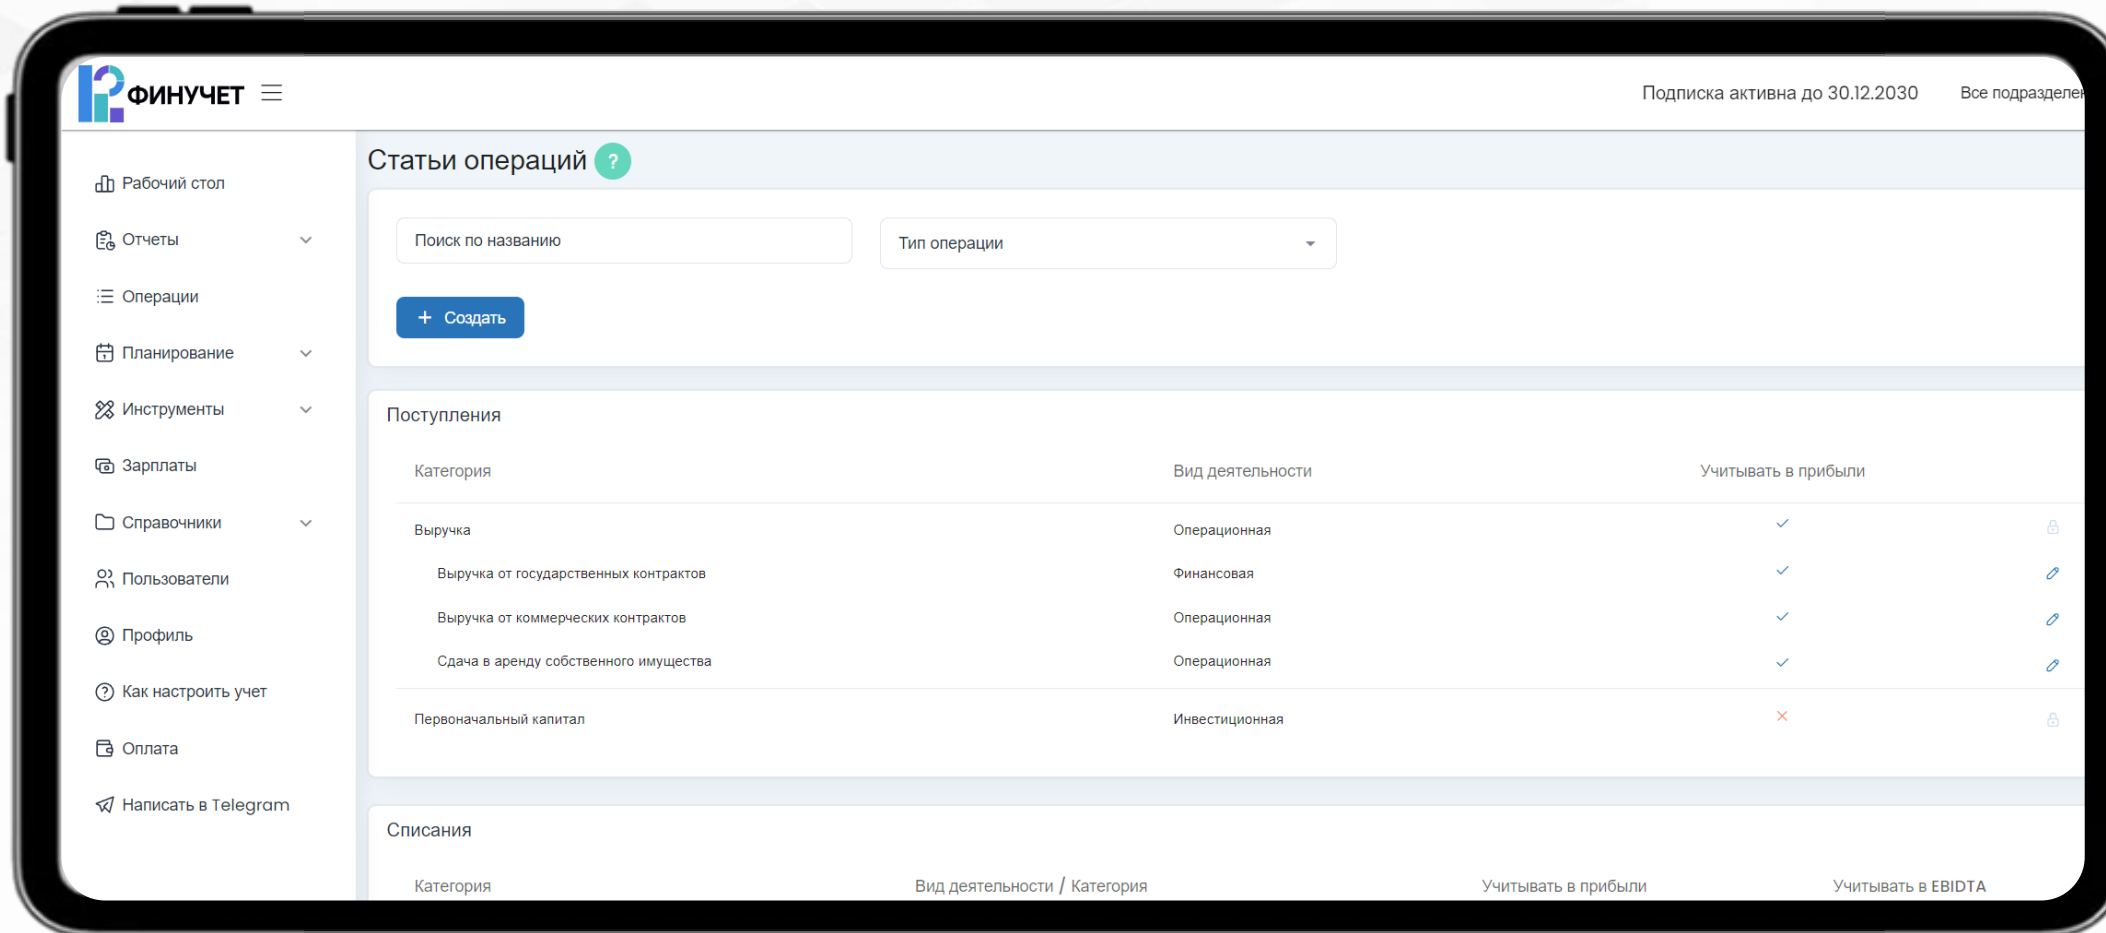 ФИНУЧЕТ
Подписка активна до 30.12.2030 Все подразделен
Рабочий стол
Отчеты
Операции
Планирование
Инструменты
Зарплаты
Справочники
Пользователи
Профиль
Как настроить учет
Оплата
Написать в Telegram
Статьи операций ?
Поиск по названию Тип операции
+ Создать
Поступления
Категория Вид деятельности Учитывать в прибыли
Выручка Операционная
Выручка от государственных контрактов Финансовая
Выручка от коммерческих контрактов Операционная
Сдача в аренду собственного имущества Операционная
Первоначальный капитал Инвестиционная
Списания
Категория Вид деятельности / Категория Учитывать в прибыли Учитывать в EBIDTA